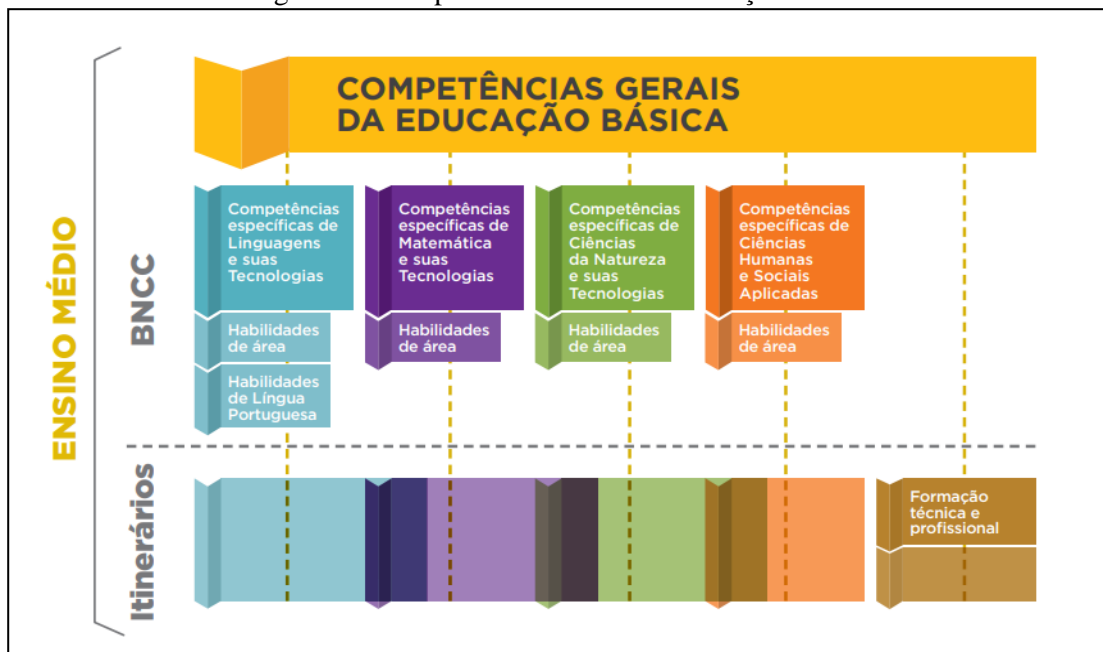 COMPETÊNCIAS GERAIS
DA EDUCAÇÃO BÁSICA
ENSINO MÉDIO
BNCC
Competências
específicas de
Linguagens
e suas
Tecnologias
Habilidades
de área
Habilidades
de Língua
Portuguesa
Competências
específicas de
Matemática
e suas
Tecnologias
Habilidades
de área
Competências
específicas de
Ciências
da Natureza
e suas
Tecnologias
Habilidades
de área
Competências
específicas de
Ciências
Humanas
e Sociais
Aplicadas
Habilidades
de área
Itinerários
Formação
técnica e
profissional